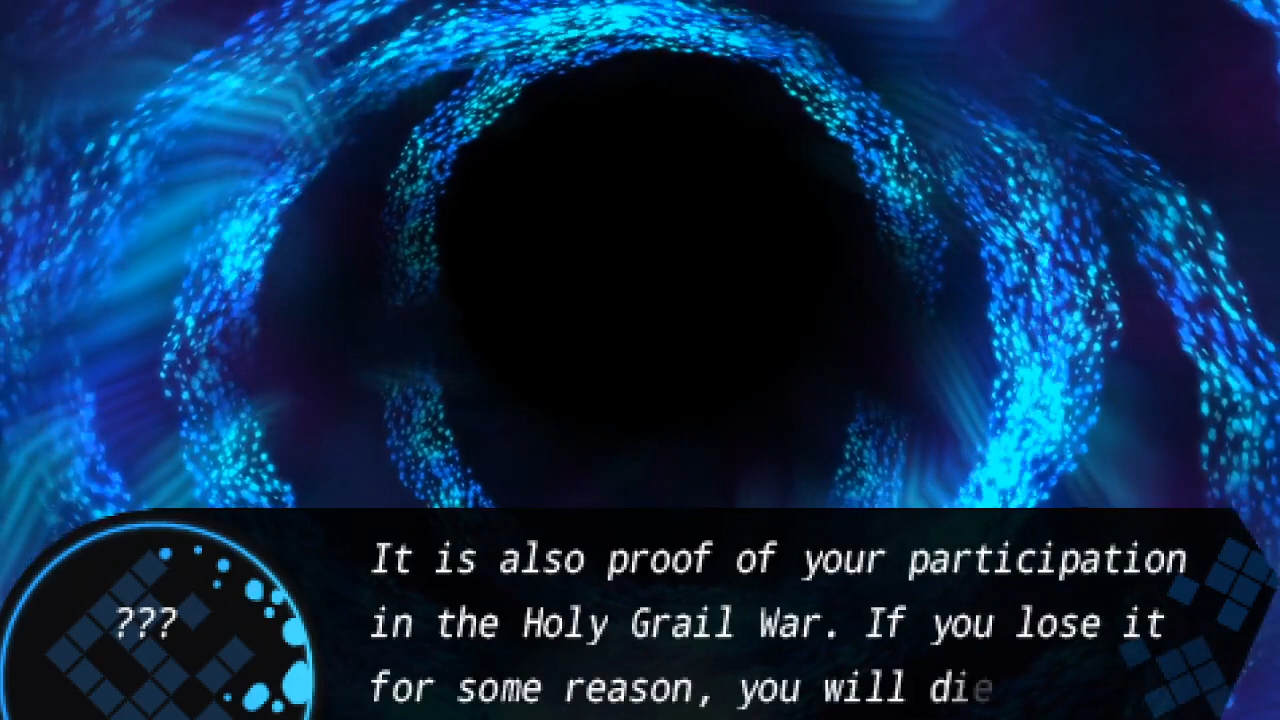 ???
It is also proof of your participation
in the Holy Grail War. If you lose it
for some reason, you will die